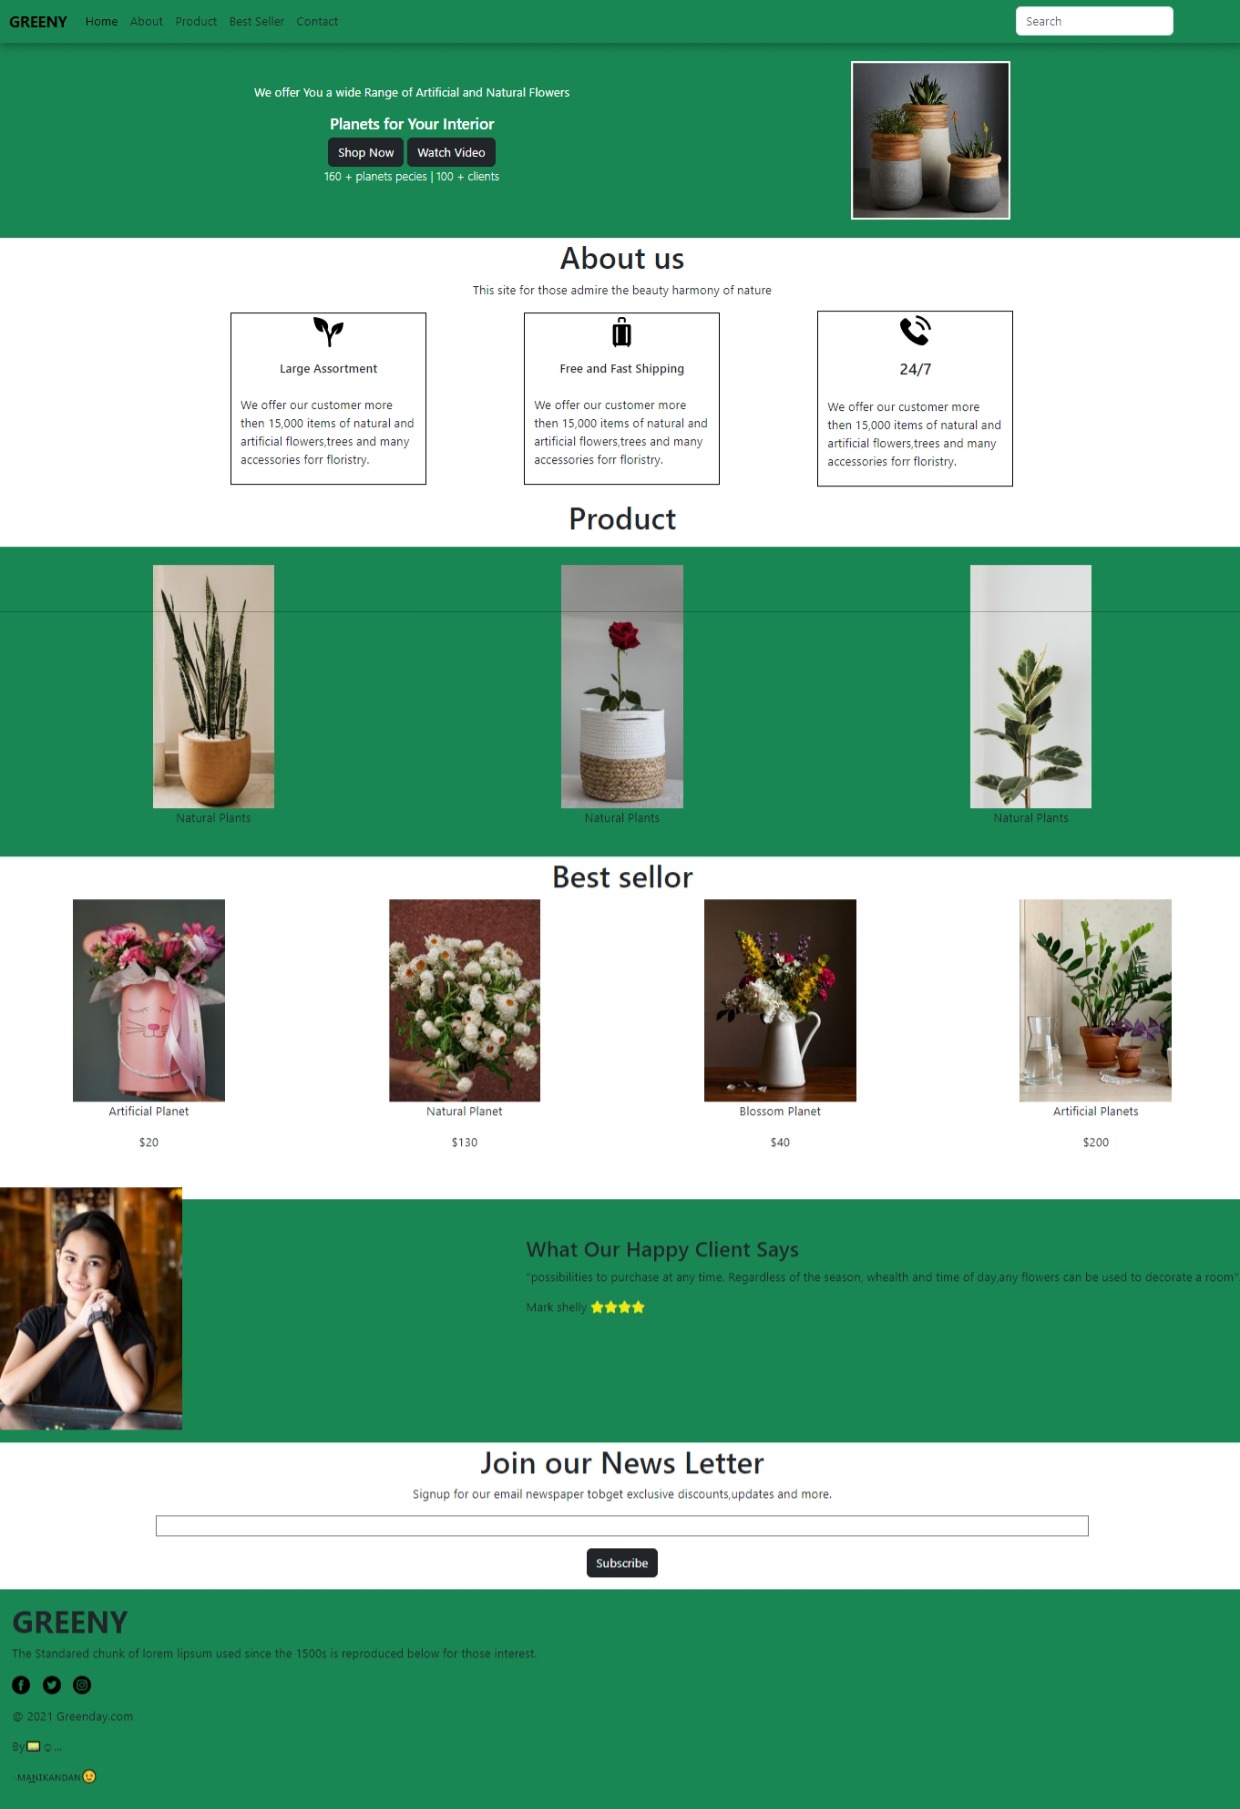 GREENY Home About Product Best Seller Contact Search
We offer You a wide Range of Artificial and Natural Flowers
Planets for Your Interior
Shop Now Watch Video
160 + planets pecies | 100 + clients
About us
This site for those admire the beauty harmony of nature
Large Assortment
We offer our customer more
then 15,000 items of natural and
artificial flowers,trees and many
accessories forr floristry.
Free and Fast Shipping
We offer our customer more
then 15,000 items of natural and
artificial flowers,trees and many
accessories forr floristry.
24/7
We offer our customer more
then 15,000 items of natural and
artificial flowers,trees and many
accessories forr floristry.
Product
Natural Plants
Natural Plants
Natural Plants
Best sellor
Artificial Planet
$20
Natural Planet
$130
Blossom Planet
$40
Artificial Planets
$200
What Our Happy Client Says
"possibilities to purchase at any time. Regardless of the season, whealth and time of day,any flowers can be used to decorate a room"
Mark shelly
Join our News Letter
Signup for our email newspaper tobget exclusive discounts,updates and more.
Subscribe
GREENY
The Standared chunk of lorem lipsum used since the 1500s is reproduced below for those interest.
@ 2021 Greenday.com
By ...
MANIKANDAN